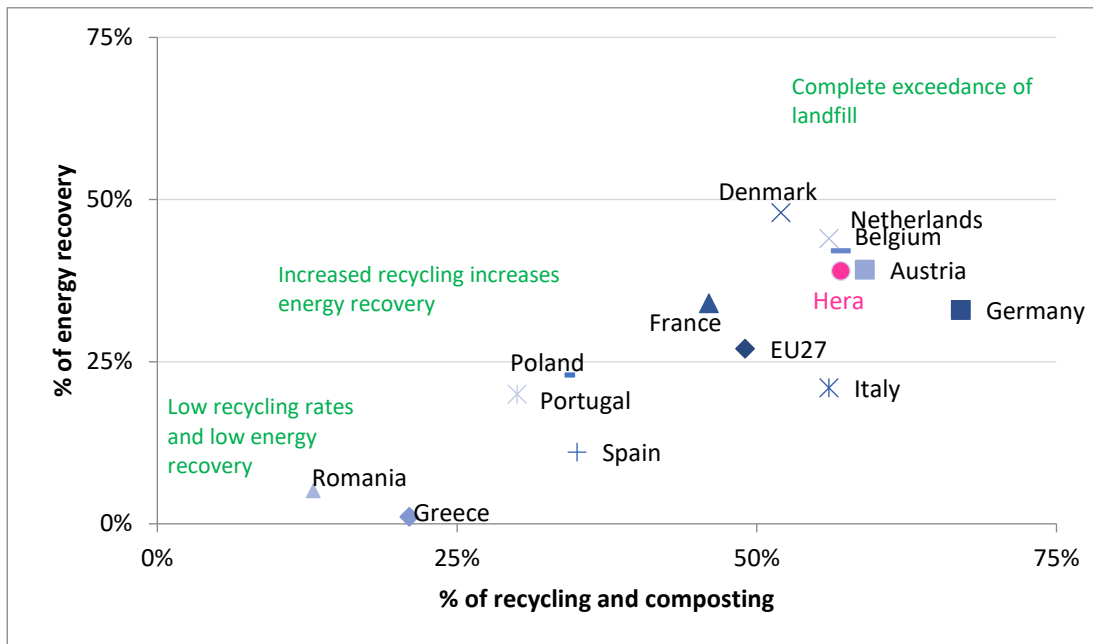 75%
Complete exceedance of
landfill
50%
Denmark
Netherlands
Belgium
Austria
Hera
Increased recycling increases
energy recovery
Germany
France
EU27
25%
Poland
Italy
Portugal
Low recycling rates
and low energy
recovery
Spain
Romania
Greece
0%
0%
25%
50%
75%
% of energy recovery
% of recycling and composting